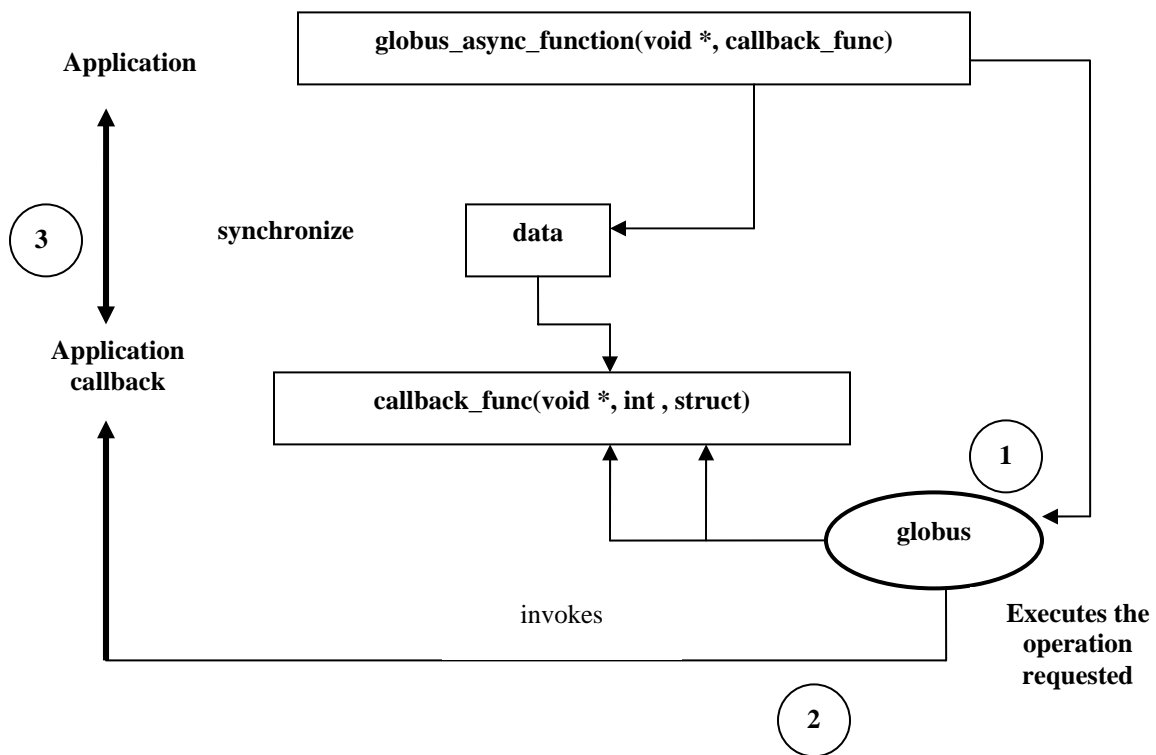 globus_async_function(void *, callback_func)
Application
3
synchronize
data
Application
callback
callback_func(void *, int , struct)
1
globus
invokes
Executes the
operation
requested
2